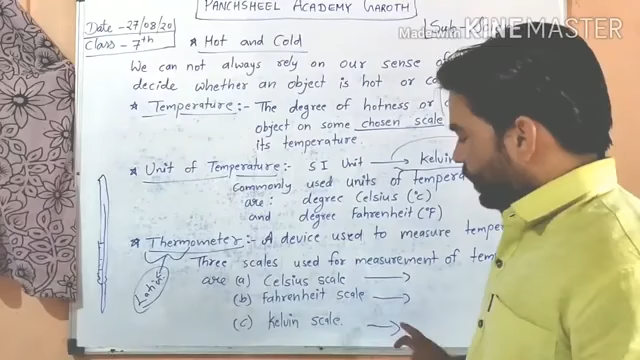 PANCHSHEEL ACADEMY GAROTH
Date -27/08/20
Class - 7th
Sub-
Made with KINEMASTER
* Hot and Cold
We can not always rely on our sense of
decide whether an object is hot or
* Temperature:- The degree of hotness or
object on some chosen scale
its temperature.
* Unit of Temperature:- S I Unit → kelvin
commonly used units of
are: degree Celsius (°C)
and degree Fahrenheit (°F)
* Thermometer:- A device used to measure
Three scales used for measurement of
are (a) Celsius scale →
(b) Fahrenheit scale →
(c) Kelvin scale. →